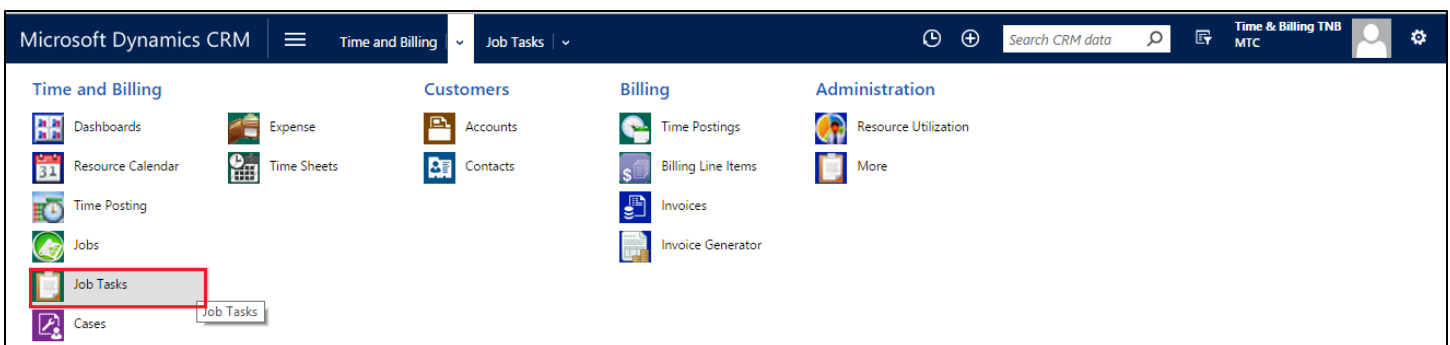 Microsoft Dynamics CRM Time and Billing Job Tasks Search CRM data Time & Billing TNB
MTC
Time and Billing Customers Billing Administration
Dashboards Expense Accounts Time Postings Resource Utilization
31 Resource Calendar Time Sheets Contacts $ Billing Line Items More
Time Posting Invoices
Jobs Invoice Generator
Job Tasks
Job Tasks
Cases